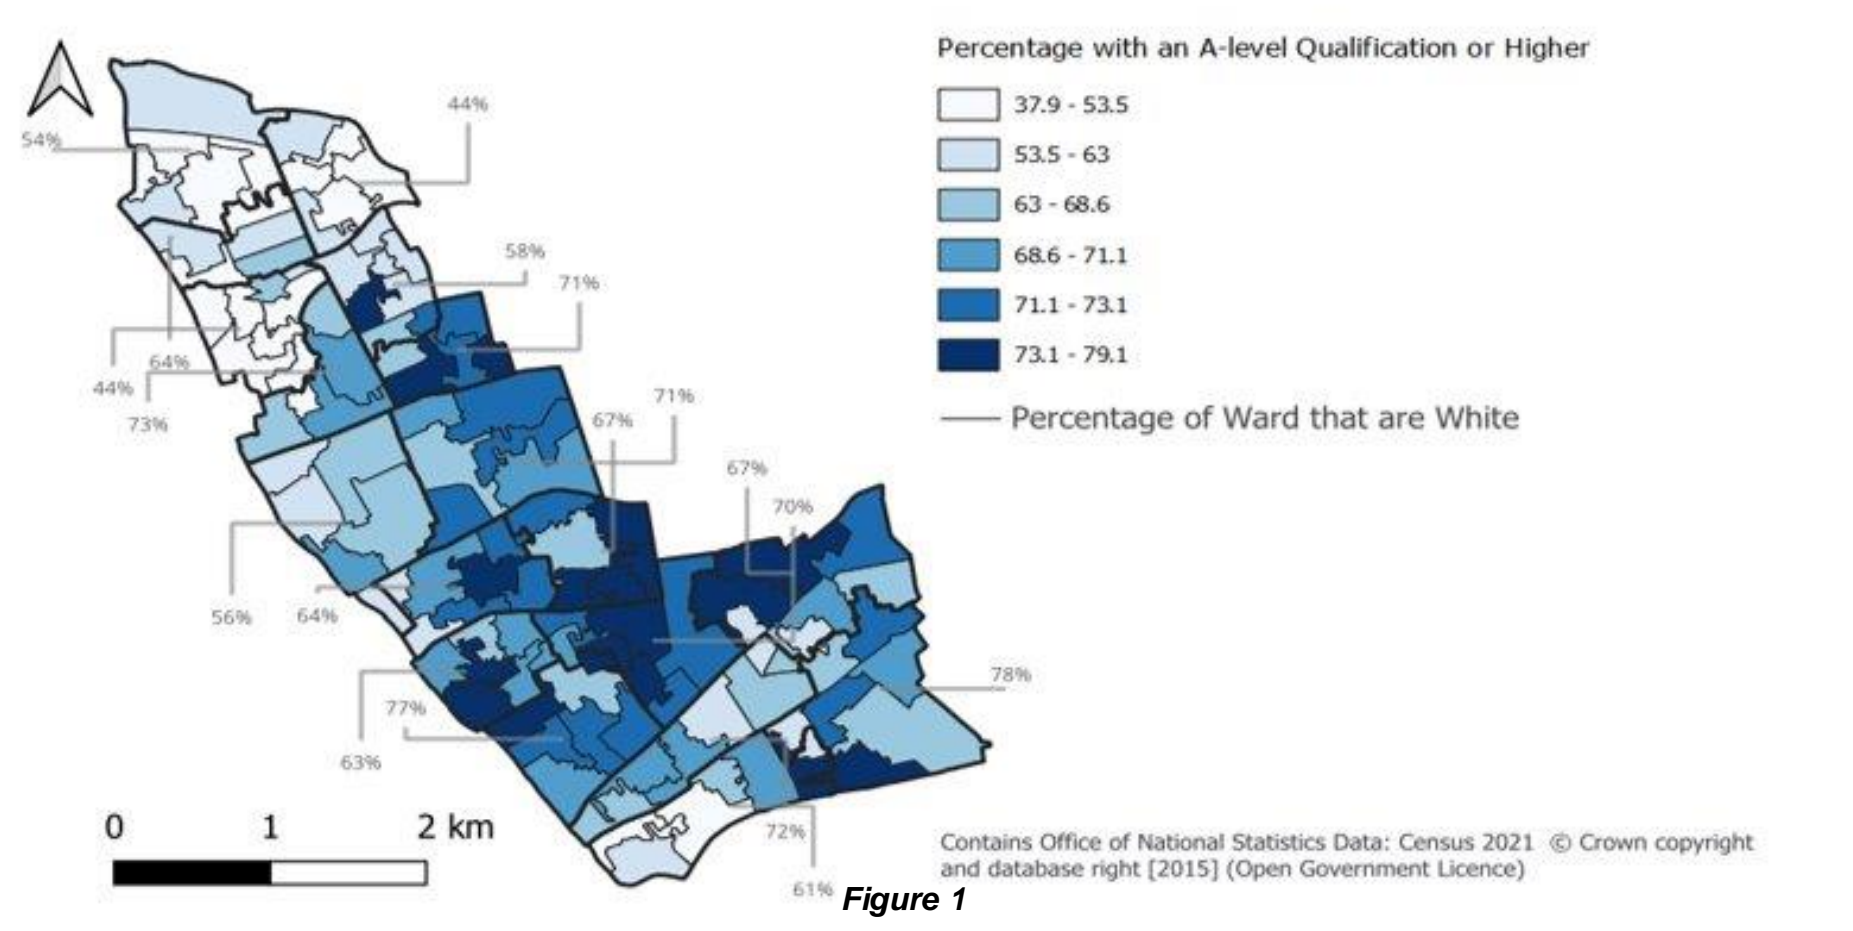 Percentage with an A-level Qualification or Higher
37.9 - 53.5
53.5 - 63
63 - 68.6
68.6 - 71.1
71.1 - 73.1
73.1 - 79.1
Percentage of Ward that are White
44%
54%
58%
71%
64%
44%
73%
71%
67%
67%
70%
56%
64%
78%
77%
63%
72%
61%
0 1 2 km
Contains Office of National Statistics Data: Census 2021 © Crown copyright
and database right [2015] (Open Government Licence)
Figure 1